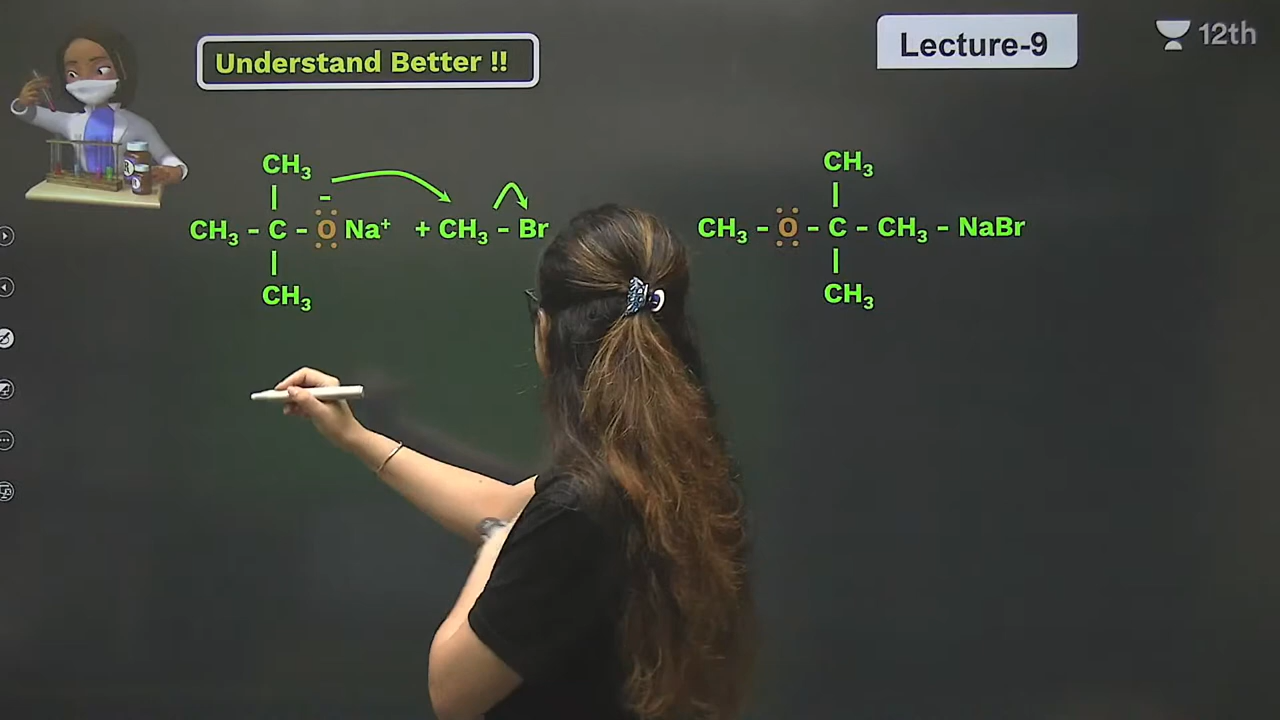 Understand Better !!
Lecture-9
12th
CH₃
CH₃ - C - Ö̤⁻ Na⁺ + CH₃ - Br
CH₃
CH₃
CH₃ - Ö̤ - C - CH₃ - NaBr
CH₃